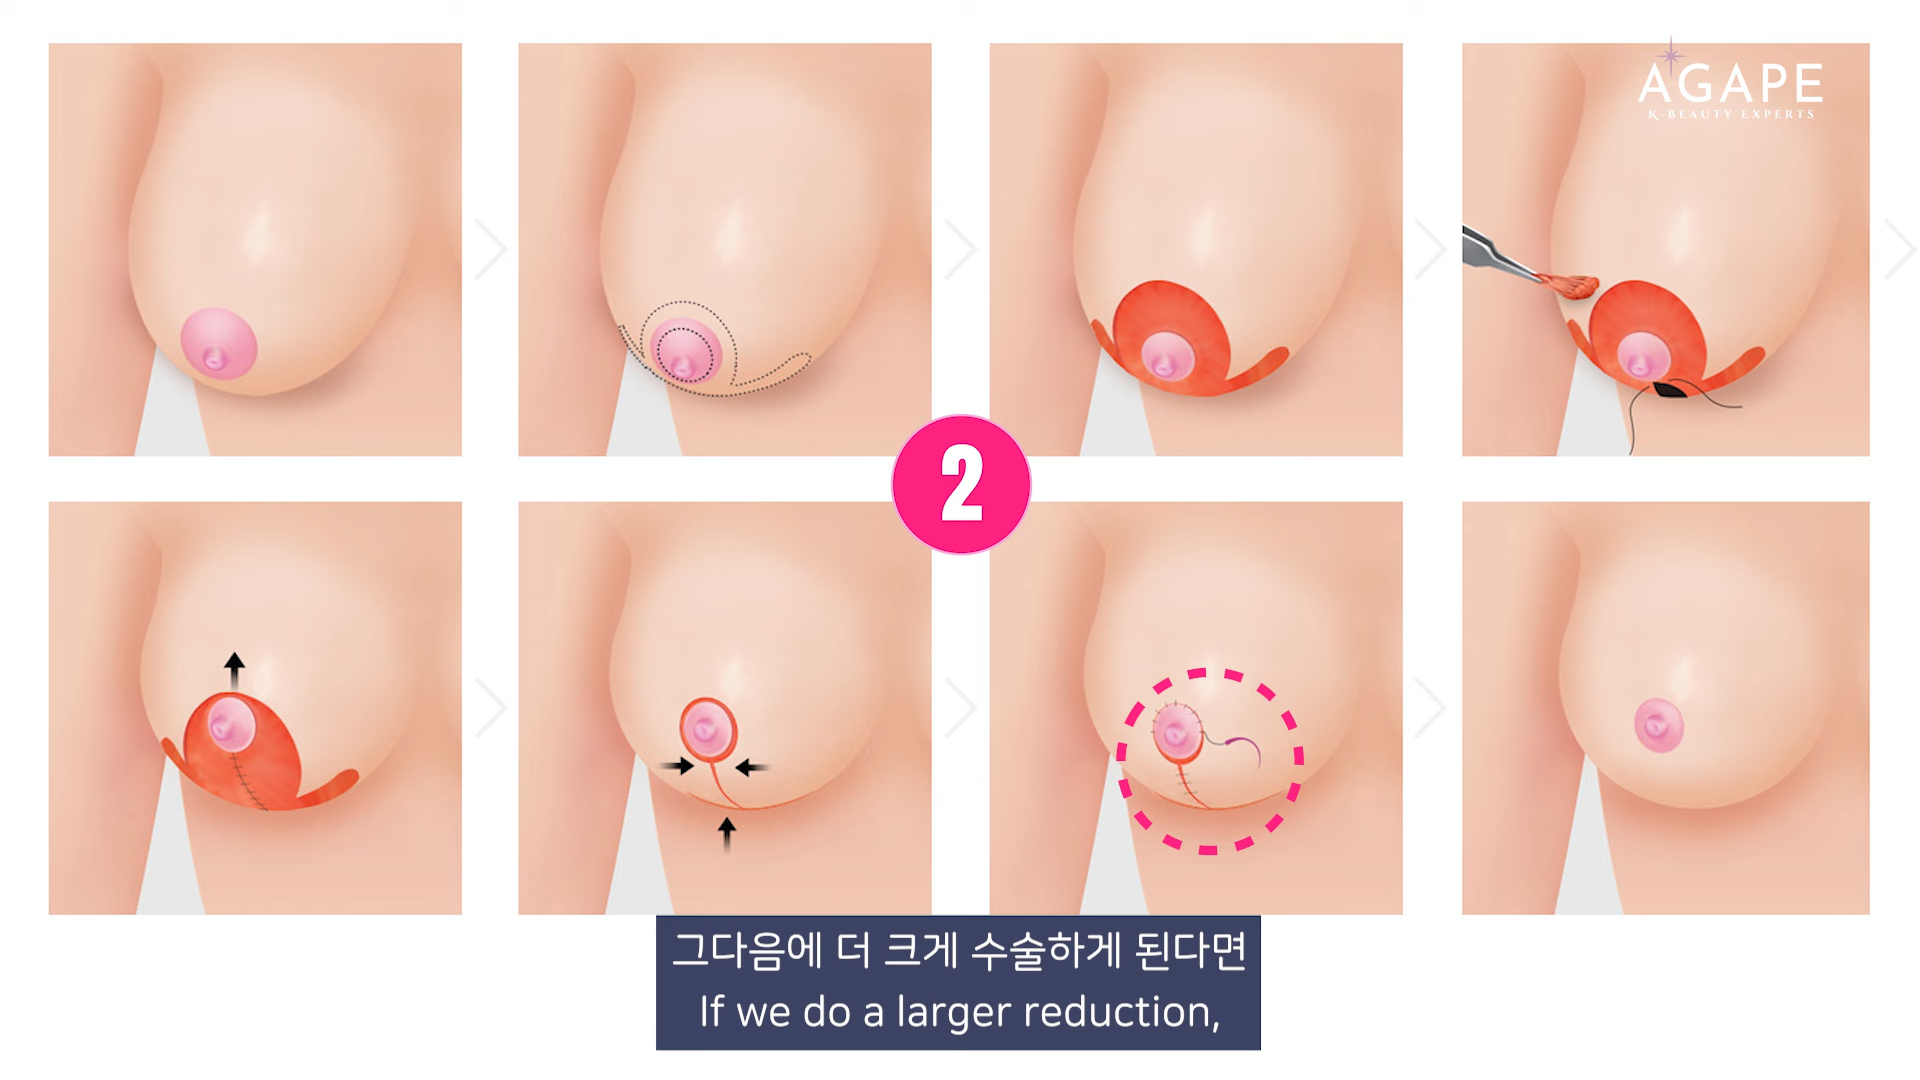 AGAPE
K-BEAUTY EXPERTS
2
그다음에 더 크게 수술하게 된다면
If we do a larger reduction,